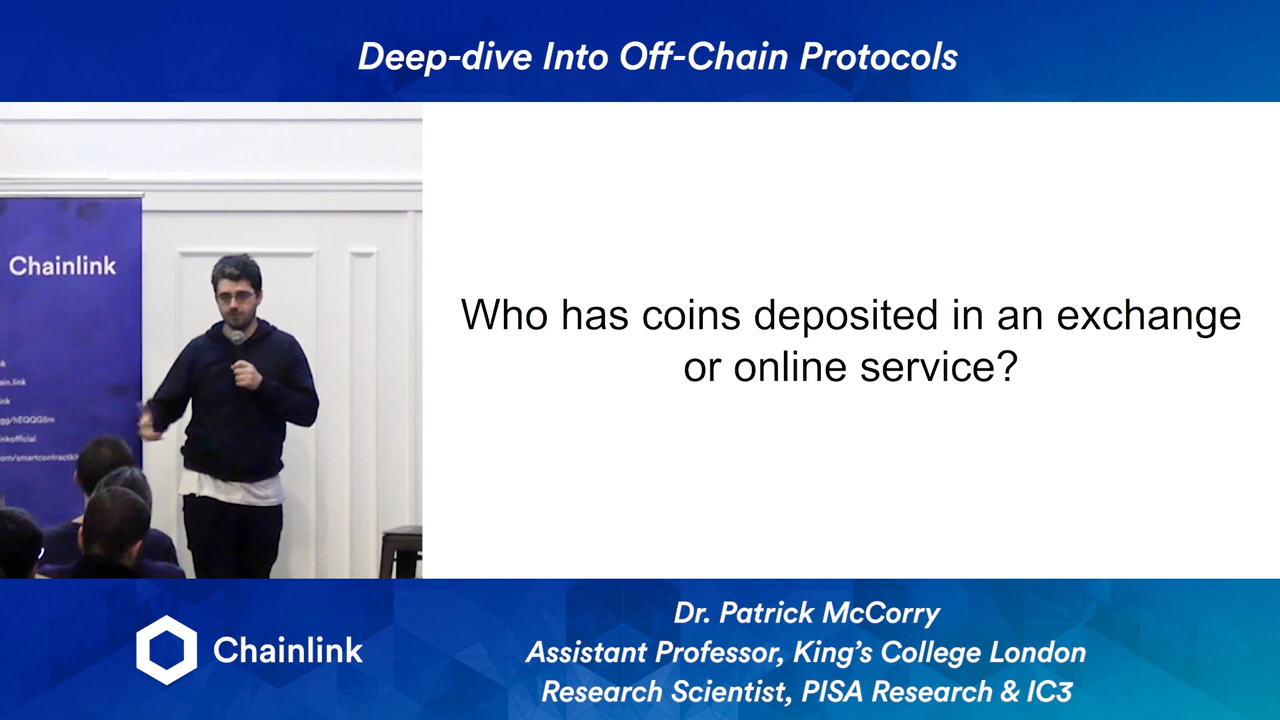 Deep-dive Into Off-Chain Protocols
Chainlink
Who has coins deposited in an exchange
or online service?
Chainlink
Dr. Patrick McCorry
Assistant Professor, King's College London
Research Scientist, PISA Research & IC3